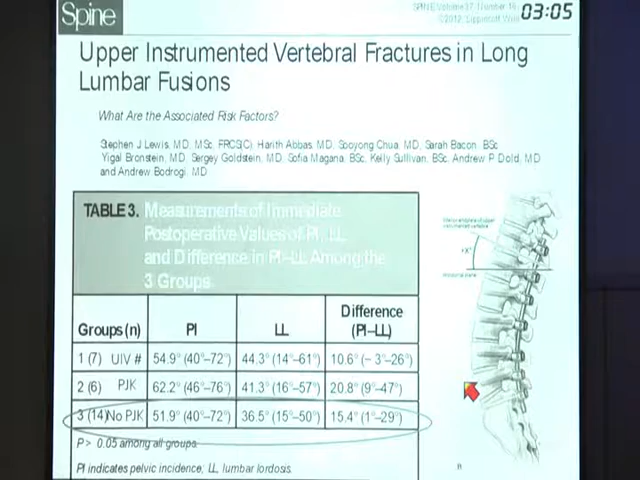 Spine
SPINE Volume 37, Number 16,
©2012, Lippincott
03:05
Upper Instrumented Vertebral Fractures in Long
Lumbar Fusions
What Are the Associated Risk Factors?
Stephen J Lewis, MD, MSc, FRCS(C), Harith Abbas, MD, Sooyong Chua, MD, Sarah Bacon, BSc
Yigal Bronstein, MD, Sergey Goldstein, MD, Sofia Magana, BSc, Kelly Sullivan, BSc, Andrew P Dold, MD
and Andrew Bodrogi, MD
TABLE 3. Measurements of Immediate
Postoperative Values of PI, LL
and Difference in PI–LL Among the
3 Groups
Groups (n) PI LL Difference (PI–LL)
1 (7) UIV # 54.9° (40°–72°) 44.3° (14°–61°) 10.6° (– 3°–26°)
2 (6) PJK 62.2° (46°–76°) 41.3° (16°–57°) 20.8° (9°–47°)
3 (14) No PJK 51.9° (40°–72°) 36.5° (15°–50°) 15.4° (1°–29°)
P > 0.05 among all groups.
PI indicates pelvic incidence; LL, lumbar lordosis